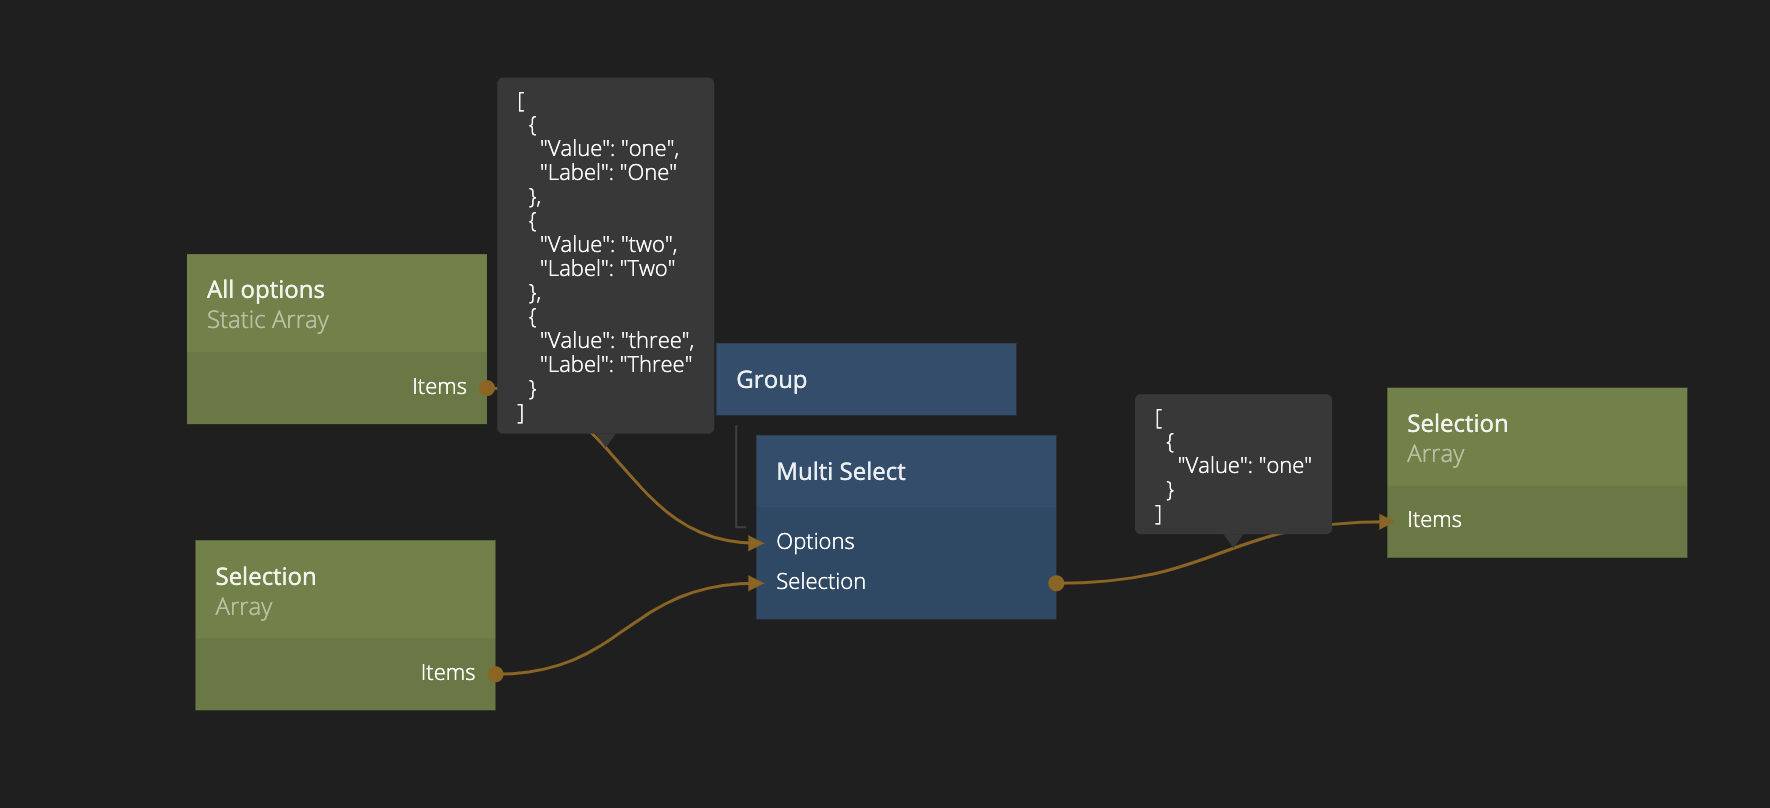 [
{
"Value": "one",
"Label": "One"
},
{
"Value": "two",
"Label": "Two"
},
{
"Value": "three",
"Label": "Three"
}
]
All options
Static Array
Items
Group
Multi Select
Options
Selection
[
{
"Value": "one"
}
]
Selection
Array
Items
Selection
Array
Items